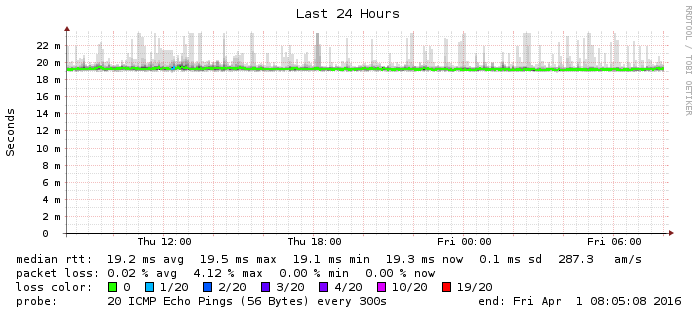 Last 24 Hours
RRDTOOL / TOBI OETIKER
Seconds
22 m
20 m
18 m
16 m
14 m
12 m
10 m
8 m
6 m
4 m
2 m
0
Thu 12:00 Thu 18:00 Fri 00:00 Fri 06:00
median rtt: 19.2 ms avg 19.5 ms max 19.1 ms min 19.3 ms now 0.1 ms sd 287.3 am/s
packet loss: 0.02 % avg 4.12 % max 0.00 % min 0.00 % now
loss color: 0 1/20 2/20 3/20 4/20 10/20 19/20
probe: 20 ICMP Echo Pings (56 Bytes) every 300s end: Fri Apr 1 08:05:08 2016